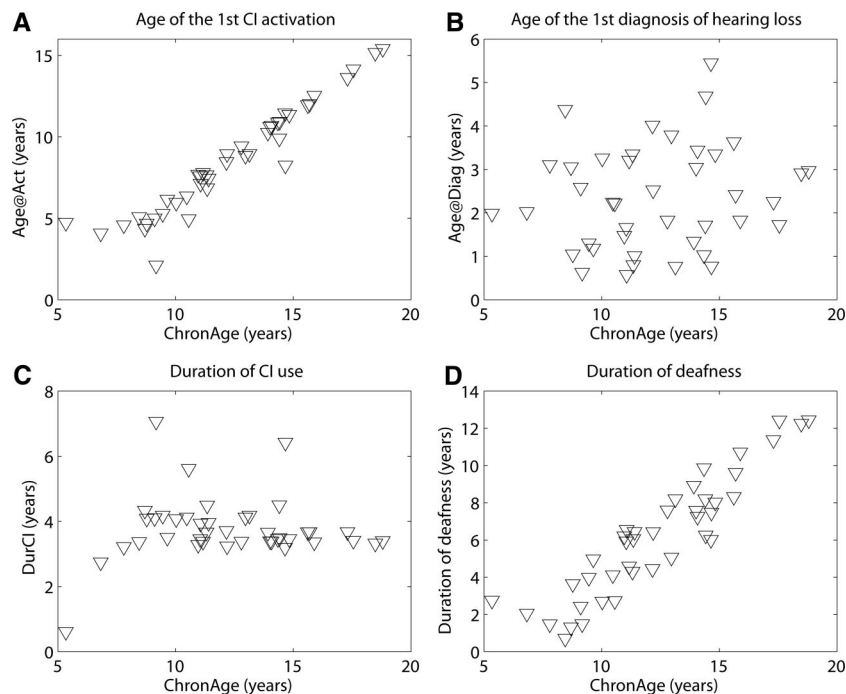 A Age of the 1st CI activation
Age@Act (years)
15
10
5
0
5 10 15 20
ChronAge (years)
B Age of the 1st diagnosis of hearing loss
Age@Diag (years)
6
5
4
3
2
1
0
5 10 15 20
ChronAge (years)
C Duration of CI use
DurCI (years)
8
6
4
2
0
5 10 15 20
ChronAge (years)
D Duration of deafness
Duration of deafness (years)
14
12
10
8
6
4
2
0
5 10 15 20
ChronAge (years)